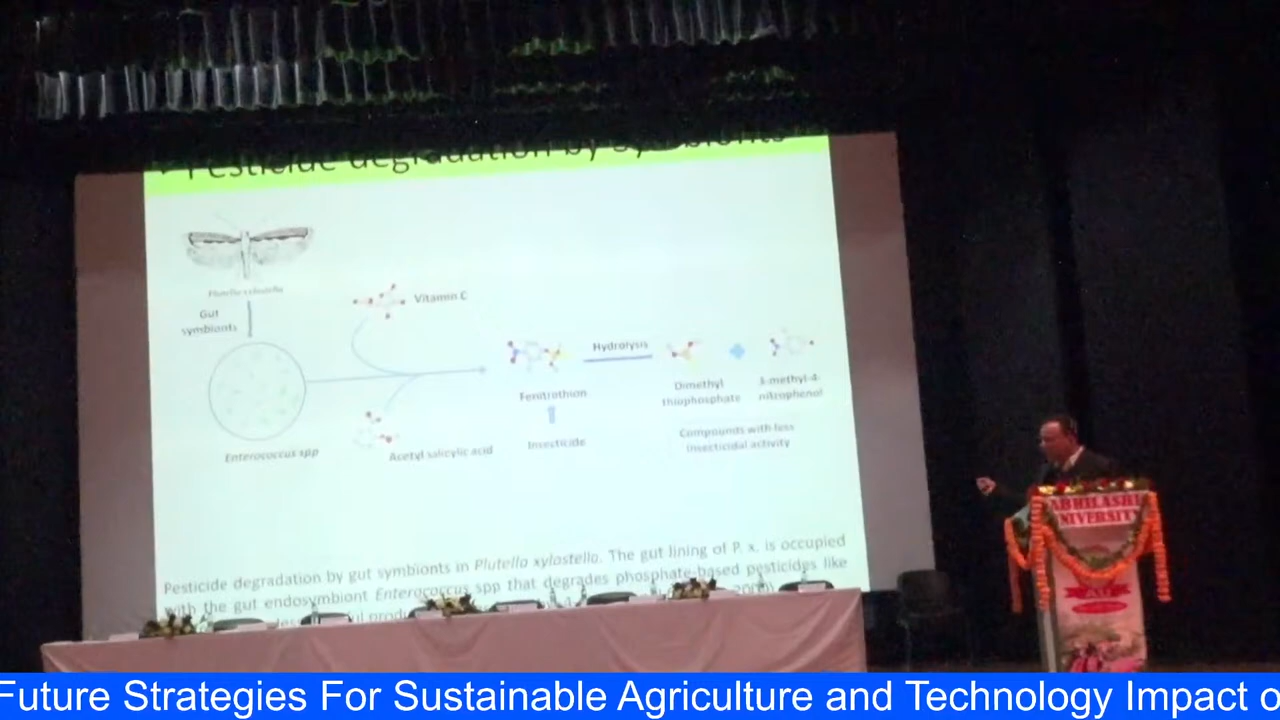 Pesticide degradation by symbionts
Plutella xylostella
Gut
symbionts
Vitamin C
Hydrolysis
Fenitrothion
Dimethyl
thiophosphate
3-methyl-4-
nitrophenol
Insecticide
Compounds with less
insecticidal activity
Enterococcus spp
Acetyl salicylic acid
Pesticide degradation by gut symbionts in Plutella xylostella. The gut lining of P. x. is occupied
with the gut endosymbiont Enterococcus spp that degrades phosphate-based pesticides like
ABHILASHI
UNIVERSITY
Future Strategies For Sustainable Agriculture and Technology Impact o